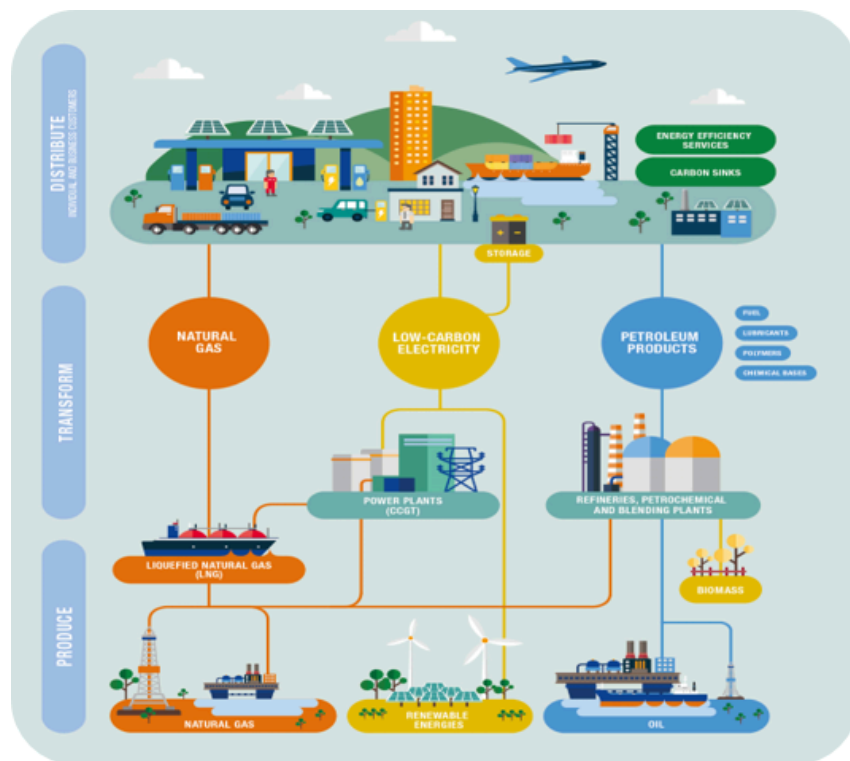 DISTRIBUTE
INDIVIDUAL AND BUSINESS CUSTOMERS
ENERGY EFFICIENCY
SERVICES
CARBON SINKS
STORAGE
TRANSFORM
NATURAL
GAS
LOW-CARBON
ELECTRICITY
PETROLEUM
PRODUCTS
FUEL
LUBRICANTS
POLYMERS
CHEMICAL BASES
POWER PLANTS
(CCGT)
REFINERIES, PETROCHEMICAL
AND BLENDING PLANTS
PRODUCE
LIQUEFIED NATURAL GAS
(LNG)
BIOMASS
NATURAL GAS
RENEWABLE
ENERGIES
OIL